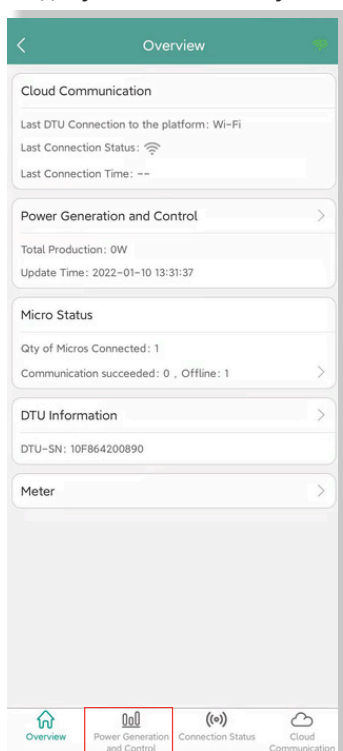 Overview
Cloud Communication
Last DTU Connection to the platform: Wi-Fi
Last Connection Status:
Last Connection Time: --
Power Generation and Control
Total Production: 0W
Update Time: 2022-01-10 13:31:37
Micro Status
Qty of Micros Connected: 1
Communication succeeded: 0 , Offline: 1
DTU Information
DTU-SN: 10F864200890
Meter
Overview
Power Generation
and Control
Connection Status
Cloud
Communication